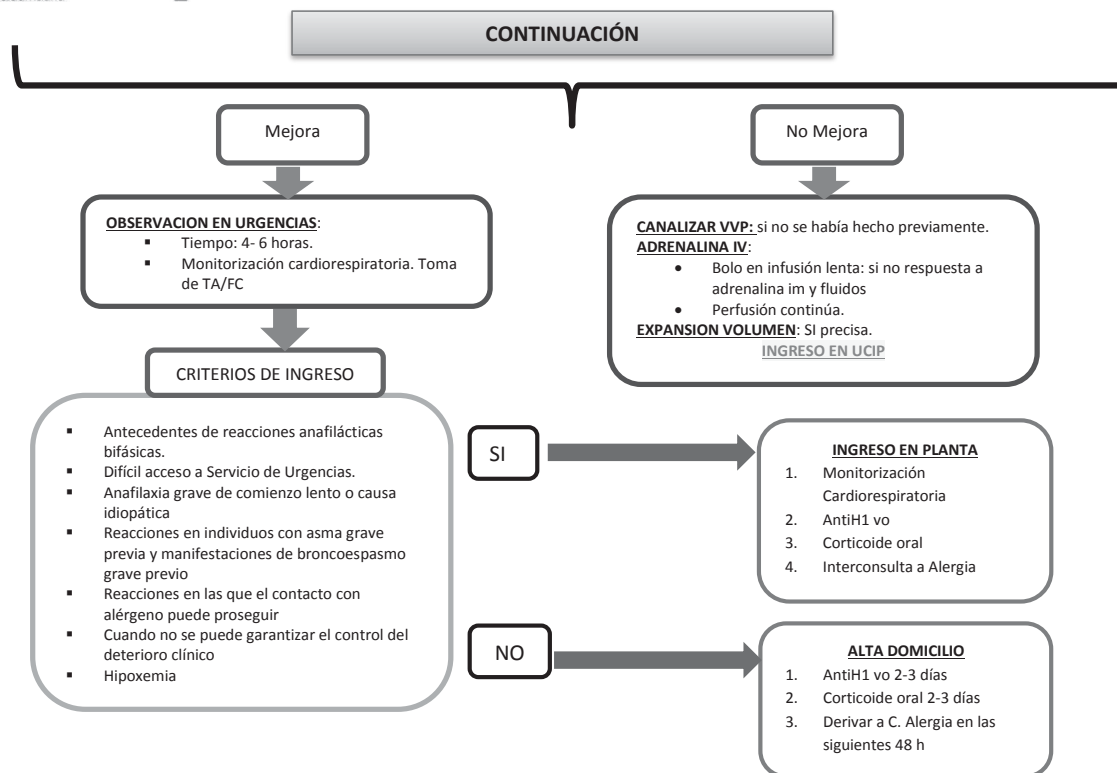 CONTINUACIÓN
Mejora
No Mejora
OBSERVACION EN URGENCIAS:
▪ Tiempo: 4- 6 horas.
▪ Monitorización cardiorespiratoria. Toma
de TA/FC
CANALIZAR VVP: si no se había hecho previamente.
ADRENALINA IV:
• Bolo en infusión lenta: si no respuesta a
adrenalina im y fluidos
• Perfusión continúa.
EXPANSION VOLUMEN: SI precisa.
INGRESO EN UCIP
CRITERIOS DE INGRESO
▪ Antecedentes de reacciones anafilácticas
bifásicas.
▪ Difícil acceso a Servicio de Urgencias.
▪ Anafilaxia grave de comienzo lento o causa
idiopática
▪ Reacciones en individuos con asma grave
previa y manifestaciones de broncoespasmo
grave previo
▪ Reacciones en las que el contacto con
alérgeno puede proseguir
▪ Cuando no se puede garantizar el control del
deterioro clínico
▪ Hipoxemia
SI
INGRESO EN PLANTA
1. Monitorización
Cardiorespiratoria
2. AntiH1 vo
3. Corticoide oral
4. Interconsulta a Alergia
NO
ALTA DOMICILIO
1. AntiH1 vo 2-3 días
2. Corticoide oral 2-3 días
3. Derivar a C. Alergia en las
siguientes 48 h